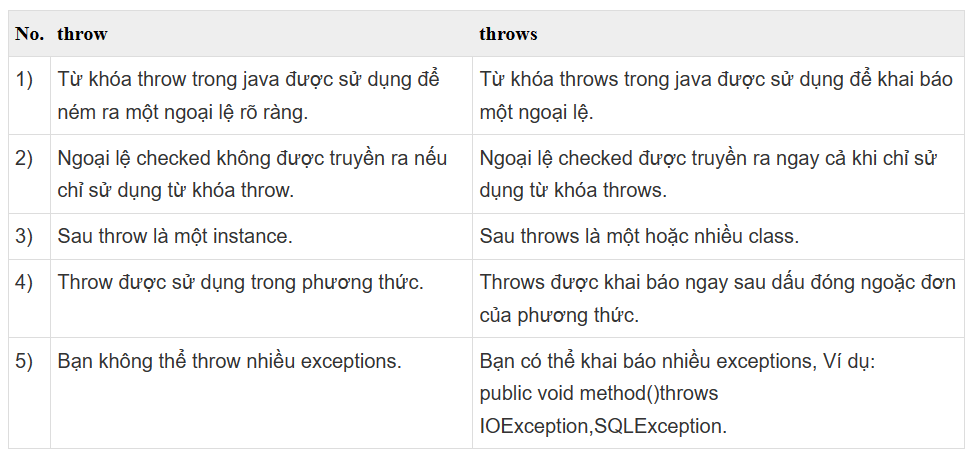 No. throw throws
1) Từ khóa throw trong java được sử dụng để Từ khóa throws trong java được sử dụng để khai báo
ném ra một ngoại lệ rõ ràng. một ngoại lệ.
2) Ngoại lệ checked không được truyền ra nếu Ngoại lệ checked được truyền ra ngay cả khi chỉ sử
chỉ sử dụng từ khóa throw. dụng từ khóa throws.
3) Sau throw là một instance. Sau throws là một hoặc nhiều class.
4) Throw được sử dụng trong phương thức. Throws được khai báo ngay sau dấu đóng ngoặc đơn
của phương thức.
5) Bạn không thể throw nhiều exceptions. Bạn có thể khai báo nhiều exceptions, Ví dụ:
public void method()throws
IOException,SQLException.